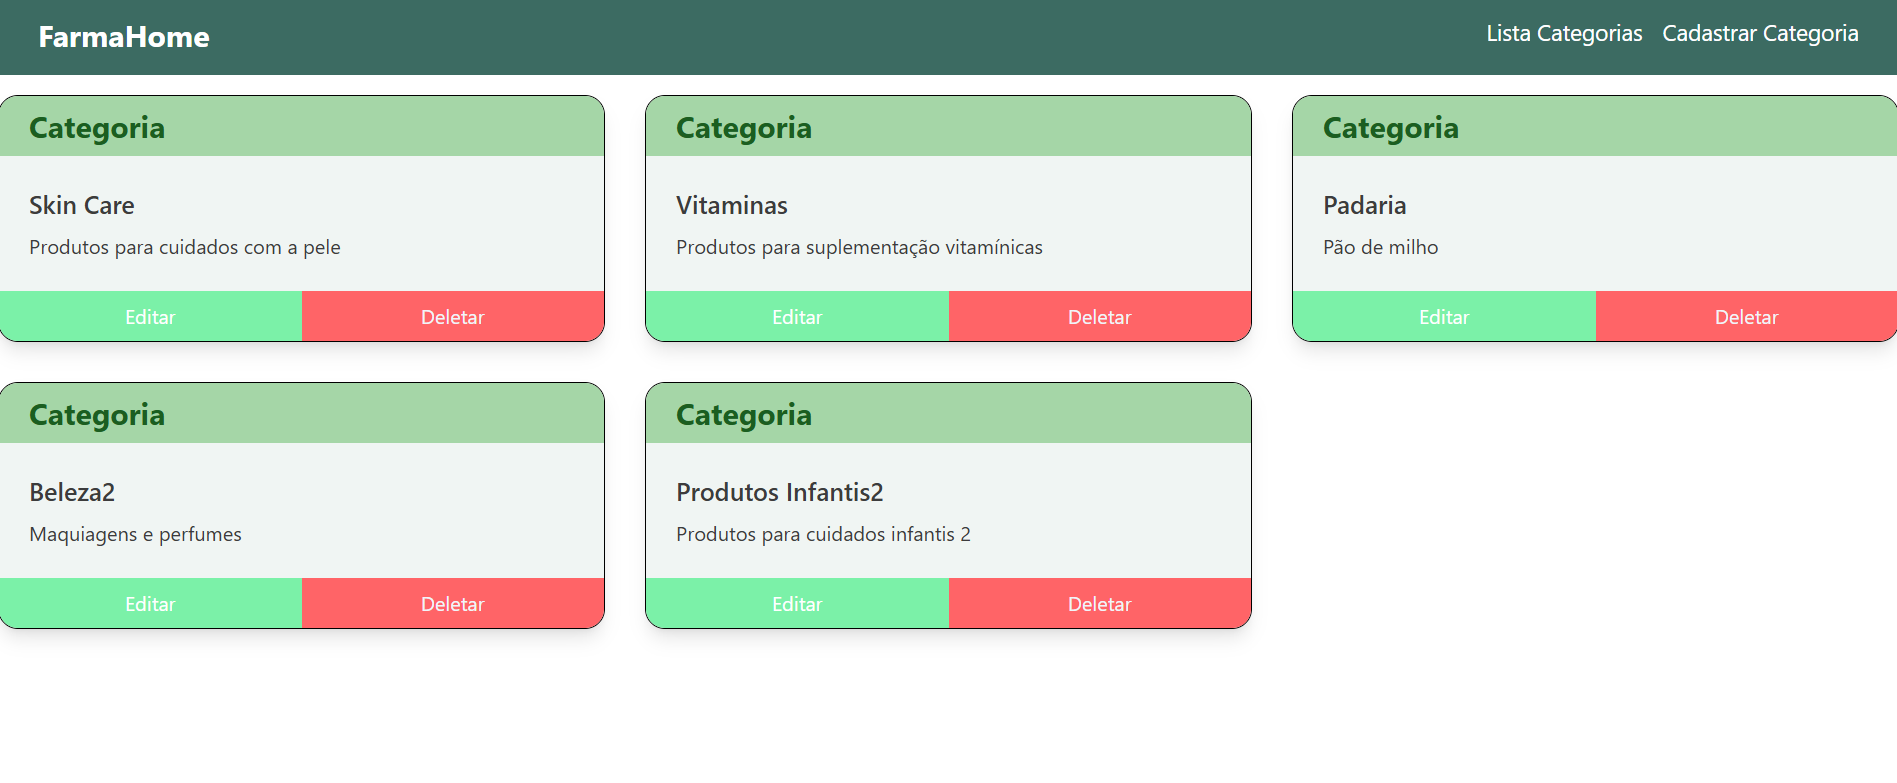 FarmaHome
Lista Categorias Cadastrar Categoria
Categoria
Skin Care
Produtos para cuidados com a pele
Editar Deletar
Categoria
Vitaminas
Produtos para suplementação vitamínicas
Editar Deletar
Categoria
Padaria
Pão de milho
Editar Deletar
Categoria
Beleza2
Maquiagens e perfumes
Editar Deletar
Categoria
Produtos Infantis2
Produtos para cuidados infantis 2
Editar Deletar